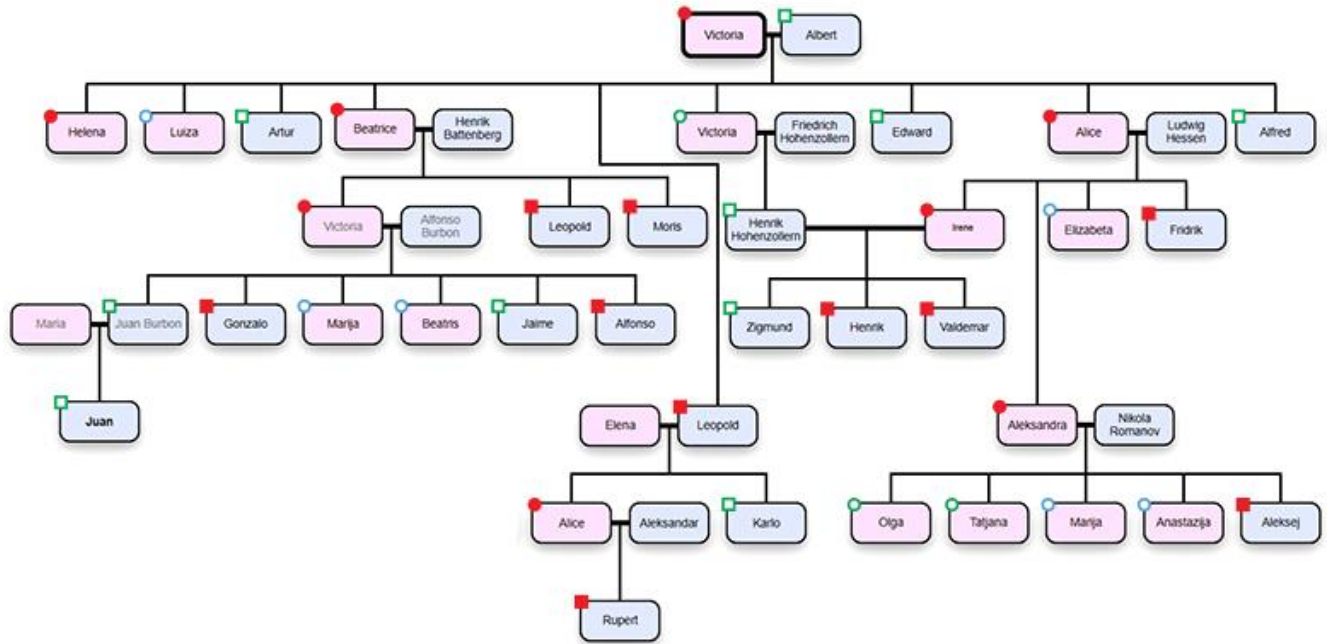 Victoria
Albert
Helena
Luiza
Artur
Beatrice
Henrik
Battenberg
Victoria
Friedrich
Hohenzollern
Edward
Alice
Ludwig
Hessen
Alfred
Victoria
Alfonso
Burbon
Leopold
Moris
Henrik
Hohenzollern
Irene
Elizabeta
Fridrik
Maria
Juan Burbon
Gonzalo
Marija
Beatris
Jaime
Alfonso
Zigmund
Henrik
Valdemar
Juan
Elena
Leopold
Aleksandra
Nikola
Romanov
Alice
Aleksandar
Karlo
Olga
Tatjana
Marija
Anastazija
Aleksej
Rupert